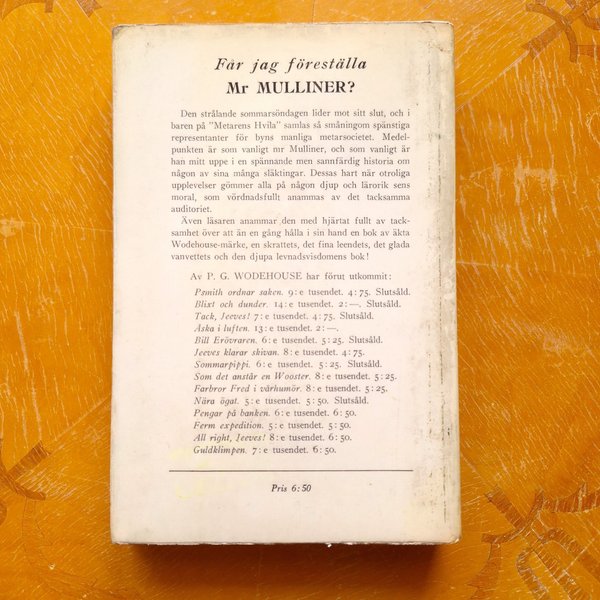 Får jag föreställa
Mr MULLINER?
Den strålande sommarsöndagen lider mot sitt slut, och i
baren på "Metarens Hvila" samlas så småningom spänstiga
representanter för byns manliga metarsocietet. Medel-
punkten är som vanligt mr Mulliner, och som vanligt är
han mitt uppe i en spännande men sannfärdig historia om
någon av sina många släktingar. Dessas hart när otroliga
upplevelser gömmer alla på någon djup och lärorik sens
moral, som vördnadsfullt anammas av det tacksamma
auditoriet.
Även läsaren anammar den med hjärtat fullt av tack-
samhet över att än en gång hålla i sin hand en bok av äkta
Wodehouse-märke, en skrattets, det fina leendets, det glada
vanvettets och den djupa levnadsvisdomens bok!
Av P. G. WODEHOUSE har förut utkommit:
Psmith ordnar saken. 9:e tusendet. 4:75. Slutsåld.
Blixt och dunder. 14:e tusendet. 2:—. Slutsåld.
Tack, Jeeves! 7:e tusendet. 4:75. Slutsåld.
Åska i luften. 13:e tusendet. 2:—.
Bill Erövraren. 6:e tusendet. 5:25. Slutsåld.
Jeeves klarar skivan. 8:e tusendet. 4:75.
Sommarpippi. 6:e tusendet. 5:25. Slutsåld.
Som det anstår en Wooster. 8:e tusendet. 5:25.
Farbror Fred i vårhumör. 8:e tusendet. 5:25.
Nära ögat. 5:e tusendet. 5:50. Slutsåld.
Pengar på banken. 6:e tusendet. 6:50.
Ferm expedition. 5:e tusendet. 5:50.
All right, Jeeves! 8:e tusendet. 6:50.
Guldklimpen. 7:e tusendet. 6:50.
Pris 6:50